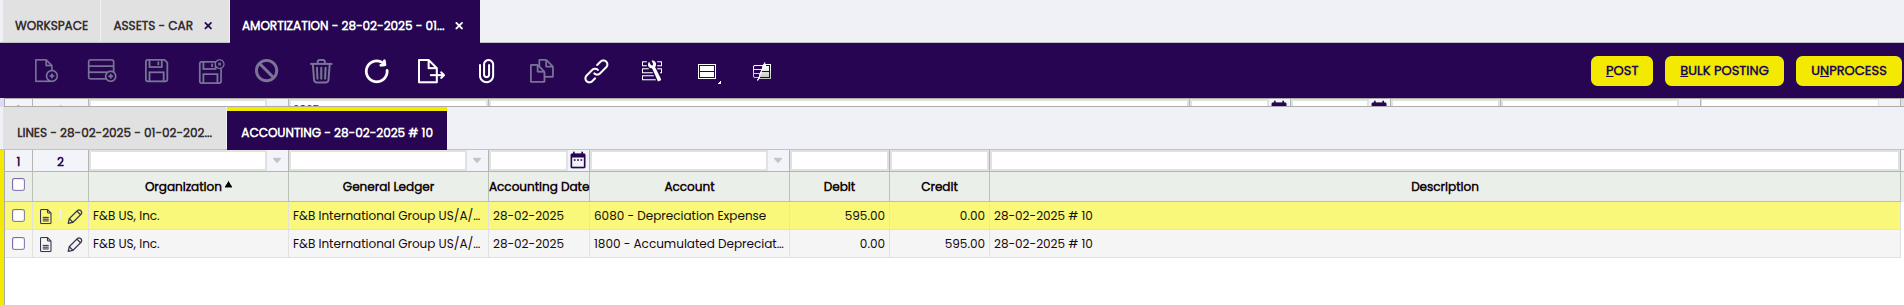 WORKSPACE ASSETS - CAR × AMORTIZATION - 28-02-2025 - 01... ×
POST BULK POSTING UNPROCESS
LINES - 28-02-2025 - 01-02-202... ACCOUNTING - 28-02-2025 # 10
1 2
Organization General Ledger Accounting Date Account Debit Credit Description
F&B US, Inc. F&B International Group US/A/... 28-02-2025 6080 - Depreciation Expense 595.00 0.00 28-02-2025 # 10
F&B US, Inc. F&B International Group US/A/... 28-02-2025 1800 - Accumulated Depreciat... 0.00 595.00 28-02-2025 # 10